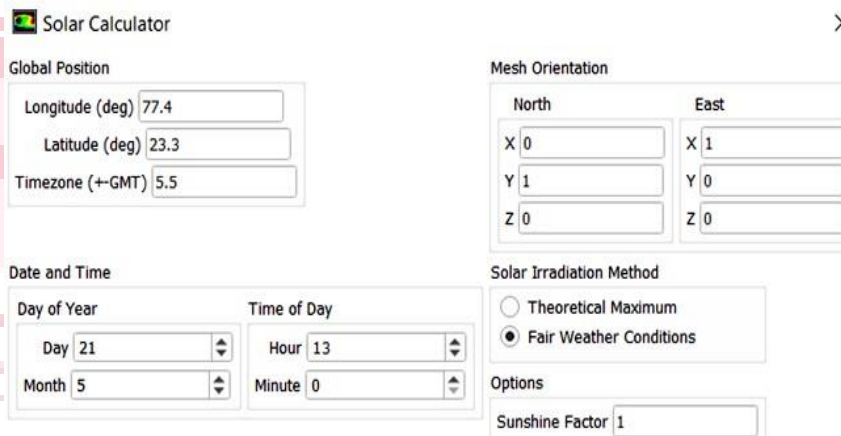 Solar Calculator
Global Position
Longitude (deg) 77.4
Latitude (deg) 23.3
Timezone (+-GMT) 5.5
Mesh Orientation
North East
X 0 X 1
Y 1 Y 0
Z 0 Z 0
Date and Time
Day of Year Time of Day
Day 21 Hour 13
Month 5 Minute 0
Solar Irradiation Method
Theoretical Maximum
Fair Weather Conditions
Options
Sunshine Factor 1